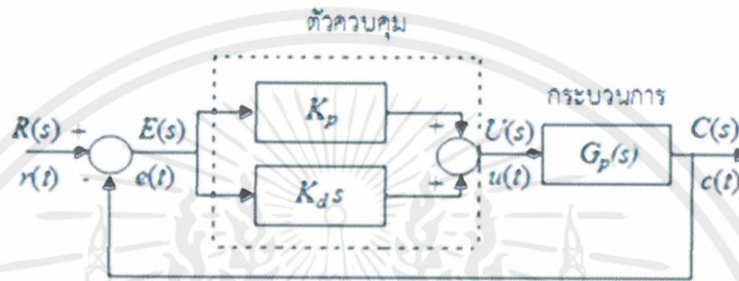 ตัวควบคุม
กระบวนการ
R(s) +
E(s)
K_p
+
U(s)
G_p(s)
C(s)
r(t)
-
e(t)
K_d s
+
u(t)
c(t)